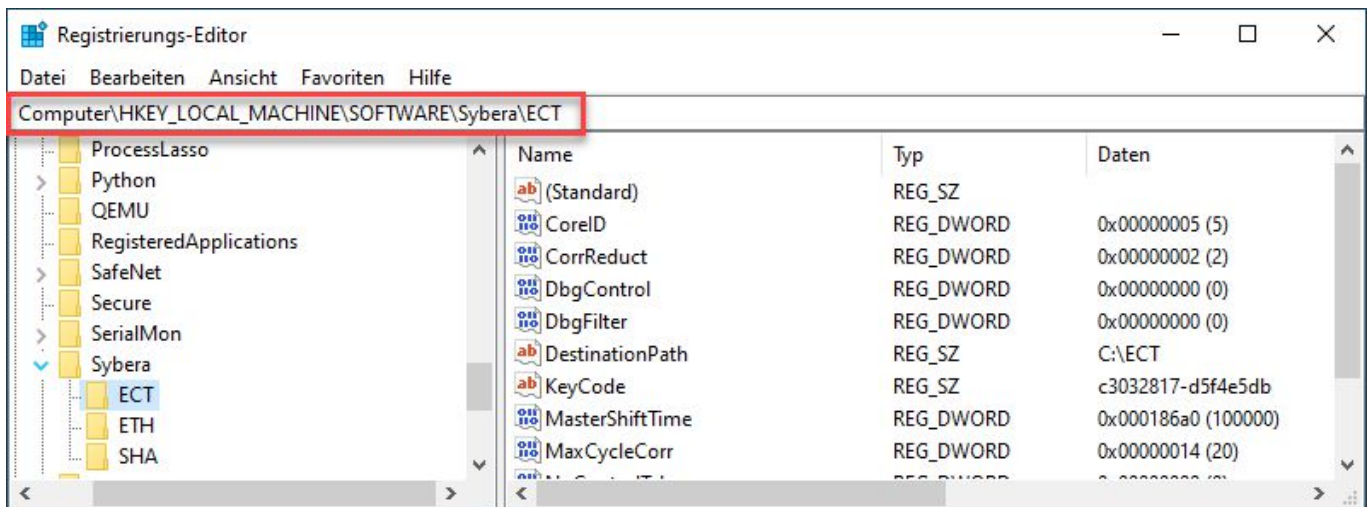 Registrierungs-Editor
Datei Bearbeiten Ansicht Favoriten Hilfe
Computer\HKEY_LOCAL_MACHINE\SOFTWARE\Sybera\ECT
ProcessLasso
Python
QEMU
RegisteredApplications
SafeNet
Secure
SerialMon
Sybera
ECT
ETH
SHA
Name Typ Daten
(Standard) REG_SZ
CoreID REG_DWORD 0x00000005 (5)
CorrReduct REG_DWORD 0x00000002 (2)
DbgControl REG_DWORD 0x00000000 (0)
DbgFilter REG_DWORD 0x00000000 (0)
DestinationPath REG_SZ C:\ECT
KeyCode REG_SZ c3032817-d5f4e5db
MasterShiftTime REG_DWORD 0x000186a0 (100000)
MaxCycleCorr REG_DWORD 0x00000014 (20)